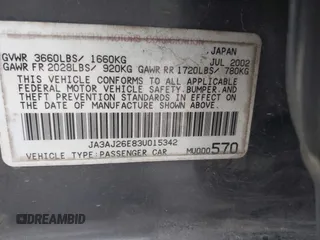 JAPAN
GVWR 3660LBS/ 1660KG JUL 2002
GAWR FR 2028LBS/ 920KG GAWR RR 1720LBS/ 780KG
THIS VEHICLE CONFORMS TO ALL APPLICABLE
FEDERAL MOTOR VEHICLE SAFETY,BUMPER,AND
THEFT PREVENTION STANDARDS IN EFFECT ON
THE DATE OF MANUFACTURE SHOWN ABOVE.
JA3AJ26E83U015342
VEHICLE TYPE:PASSENGER CAR MU000570
© DREAMBID